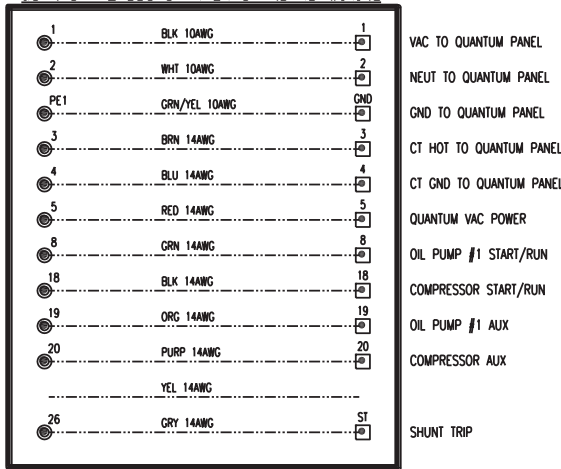 1 BLK 10AWG 1 VAC TO QUANTUM PANEL
2 WHT 10AWG 2 NEUT TO QUANTUM PANEL
PE1 GRN/YEL 10AWG GND GND TO QUANTUM PANEL
3 BRN 14AWG 3 CT HOT TO QUANTUM PANEL
4 BLU 14AWG 4 CT GND TO QUANTUM PANEL
5 RED 14AWG 5 QUANTUM VAC POWER
8 GRN 14AWG 8 OIL PUMP #1 START/RUN
18 BLK 14AWG 18 COMPRESSOR START/RUN
19 ORG 14AWG 19 OIL PUMP #1 AUX
20 PURP 14AWG 20 COMPRESSOR AUX
YEL 14AWG
26 GRY 14AWG ST SHUNT TRIP